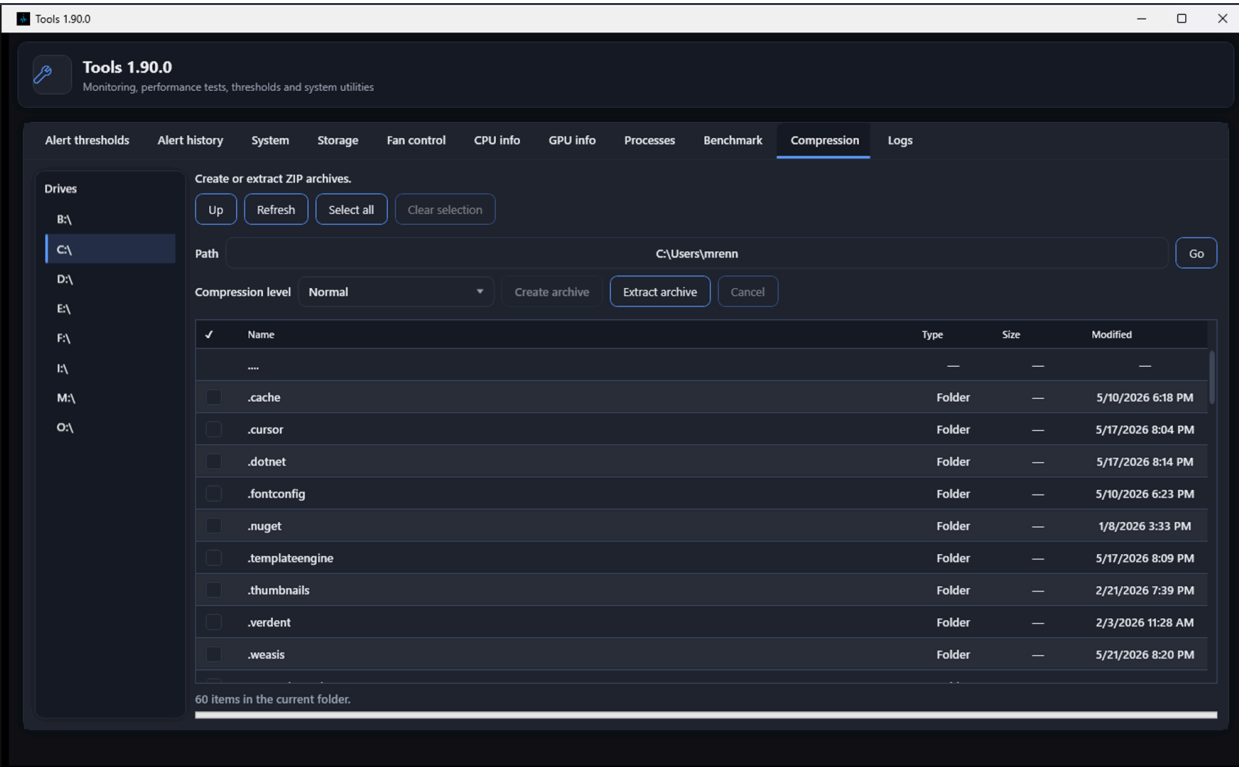 Tools 1.90.0
Tools 1.90.0
Monitoring, performance tests, thresholds and system utilities
Alert thresholds Alert history System Storage Fan control CPU info GPU info Processes Benchmark Compression Logs
Drives
B:\
C:\
D:\
E:\
F:\
I:\
M:\
O:\
Create or extract ZIP archives.
Up Refresh Select all Clear selection
Path C:\Users\mrenn Go
Compression level Normal Create archive Extract archive Cancel
✓ Name Type Size Modified
.... — — —
.cache Folder — 5/10/2026 6:18 PM
.cursor Folder — 5/17/2026 8:04 PM
.dotnet Folder — 5/17/2026 8:14 PM
.fontconfig Folder — 5/10/2026 6:23 PM
.nuget Folder — 1/8/2026 3:33 PM
.templateengine Folder — 5/17/2026 8:09 PM
.thumbnails Folder — 2/21/2026 7:39 PM
.verdent Folder — 2/3/2026 11:28 AM
.weasis Folder — 5/21/2026 8:20 PM
60 items in the current folder.